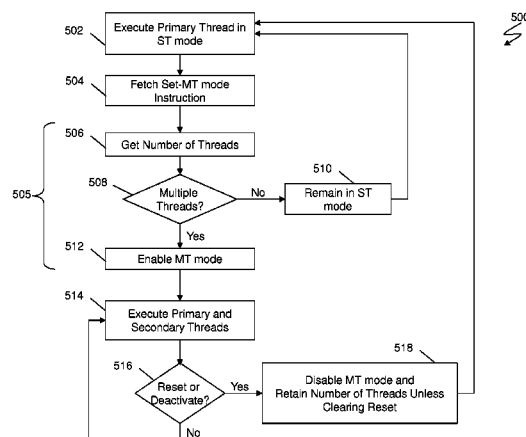 500
502
Execute Primary Thread in
ST mode
504
Fetch Set-MT mode
Instruction
505
506
Get Number of Threads
508
Multiple
Threads?
No
510
Remain in ST
mode
Yes
512
Enable MT mode
514
Execute Primary and
Secondary Threads
516
Reset or
Deactivate?
Yes
518
Disable MT mode and
Retain Number of Threads Unless
Clearing Reset
No